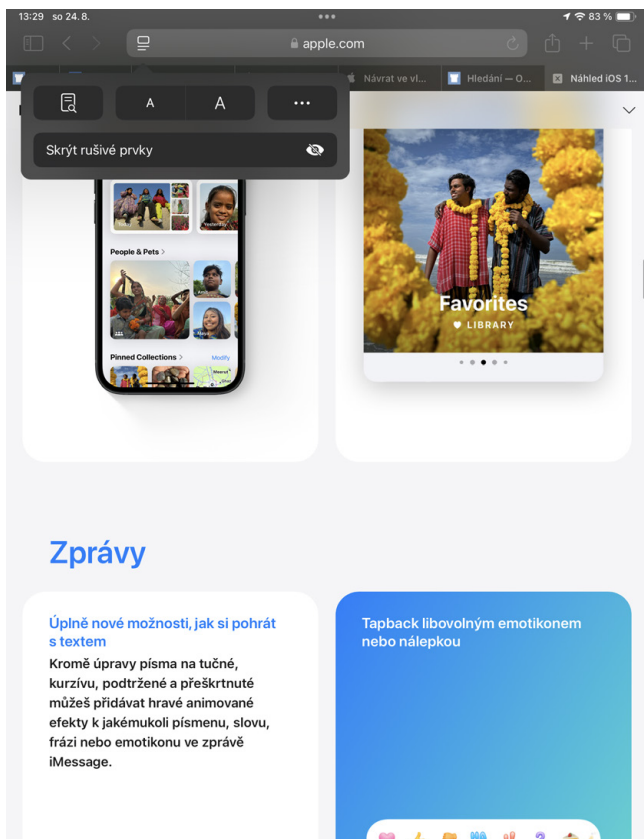 13:29 so 24. 8.
83 %
apple.com
Návrat ve vl...
Hledání — O...
Náhled iOS 1...
A
A
Skrýt rušivé prvky
Yesterday
People & Pets >
Pinned Collections >
Modify
Favorites
LIBRARY
Zprávy
Úplně nové možnosti, jak si pohrát
s textem
Kromě úpravy písma na tučné,
kurzívu, podtržené a přeškrtnuté
můžeš přidávat hravé animované
efekty k jakémukoli písmenu, slovu,
frázi nebo emotikonu ve zprávě
iMessage.
Tapback libovolným emotikonem
nebo nálepkou